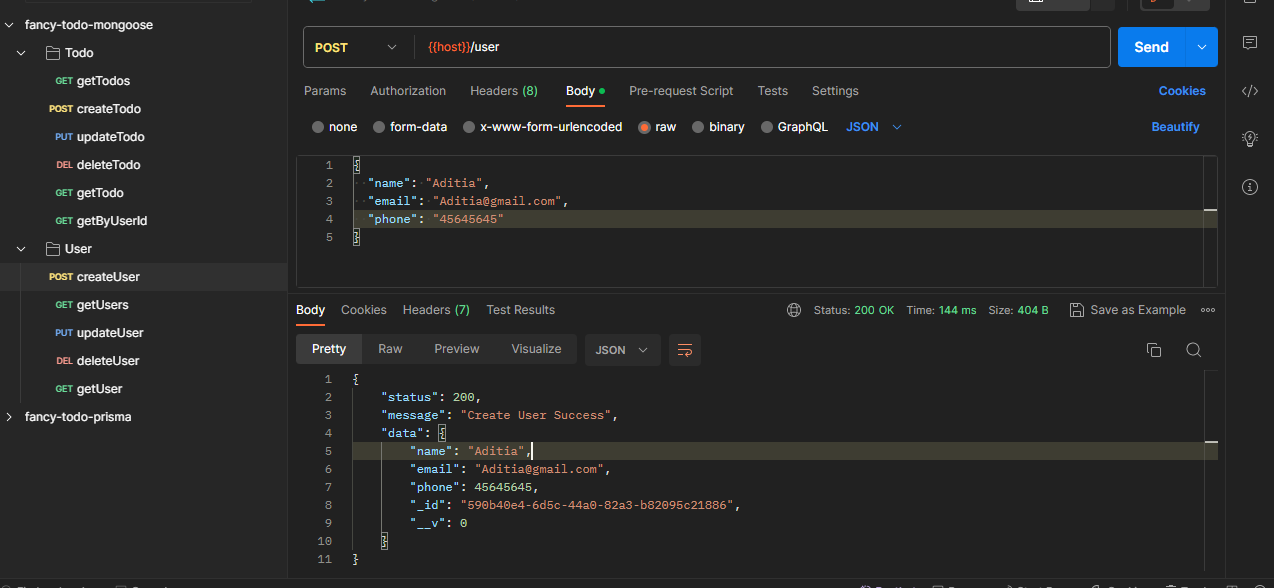 fancy-todo-mongoose
Todo
GET getTodos
POST createTodo
PUT updateTodo
DEL deleteTodo
GET getTodo
GET getByUserId
User
POST createUser
GET getUsers
PUT updateUser
DEL deleteUser
GET getUser
fancy-todo-prisma
POST {{host}}/user Send
Params Authorization Headers (8) Body Pre-request Script Tests Settings Cookies
none form-data x-www-form-urlencoded raw binary GraphQL JSON Beautify
1 {
2 "name": "Aditia",
3 "email": "Aditia@gmail.com",
4 "phone": "45645645"
5 }
Body Cookies Headers (7) Test Results Status: 200 OK Time: 144 ms Size: 404 B Save as Example
Pretty Raw Preview Visualize JSON
1 {
2 "status": 200,
3 "message": "Create User Success",
4 "data": {
5 "name": "Aditia",
6 "email": "Aditia@gmail.com",
7 "phone": 45645645,
8 "_id": "590b40e4-6d5c-44a0-82a3-b82095c21886",
9 "__v": 0
10 }
11 }